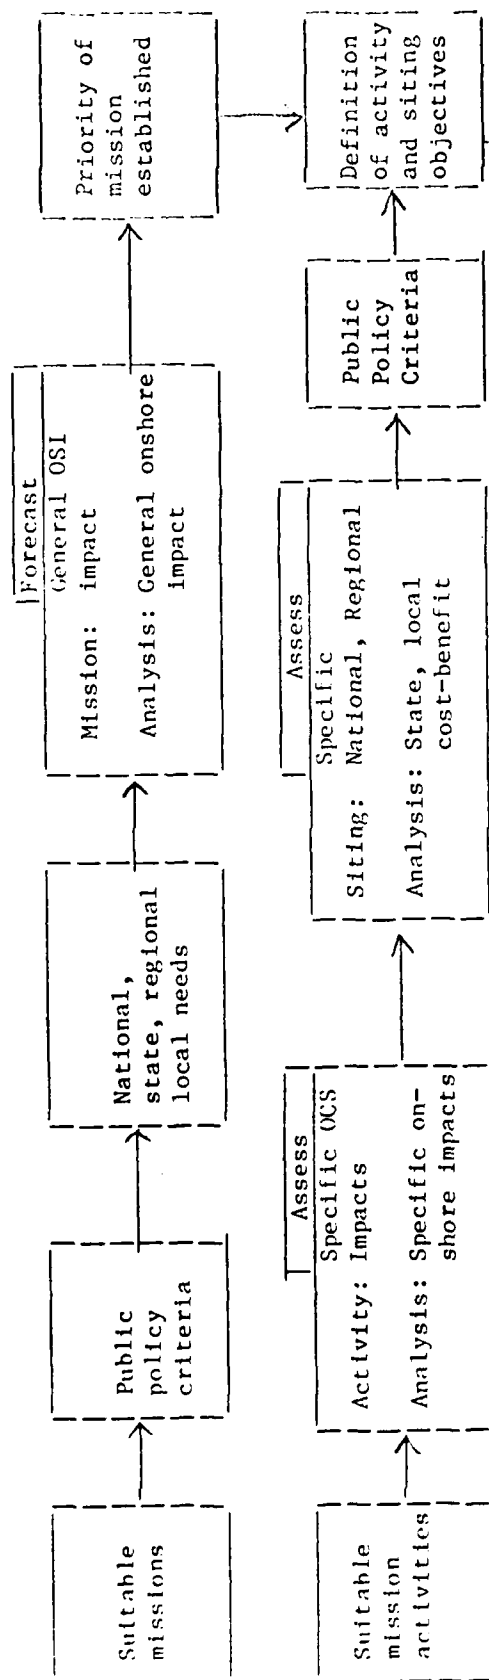 Suitable
missions
Public
policy
criteria
National,
state, regional
local needs
Forecast
General OSI
Mission: impact
Analysis: General onshore
impact
Priority of
mission
established
Suitable
mission
activities
Assess
Specific OCS
Activity: Impacts
Analysis: Specific on-
shore impacts
Assess
Specific
Siting: National, Regional
Analysis: State, local
cost-benefit
Public
Policy
Criteria
Definition
of activity
and siting
objectives